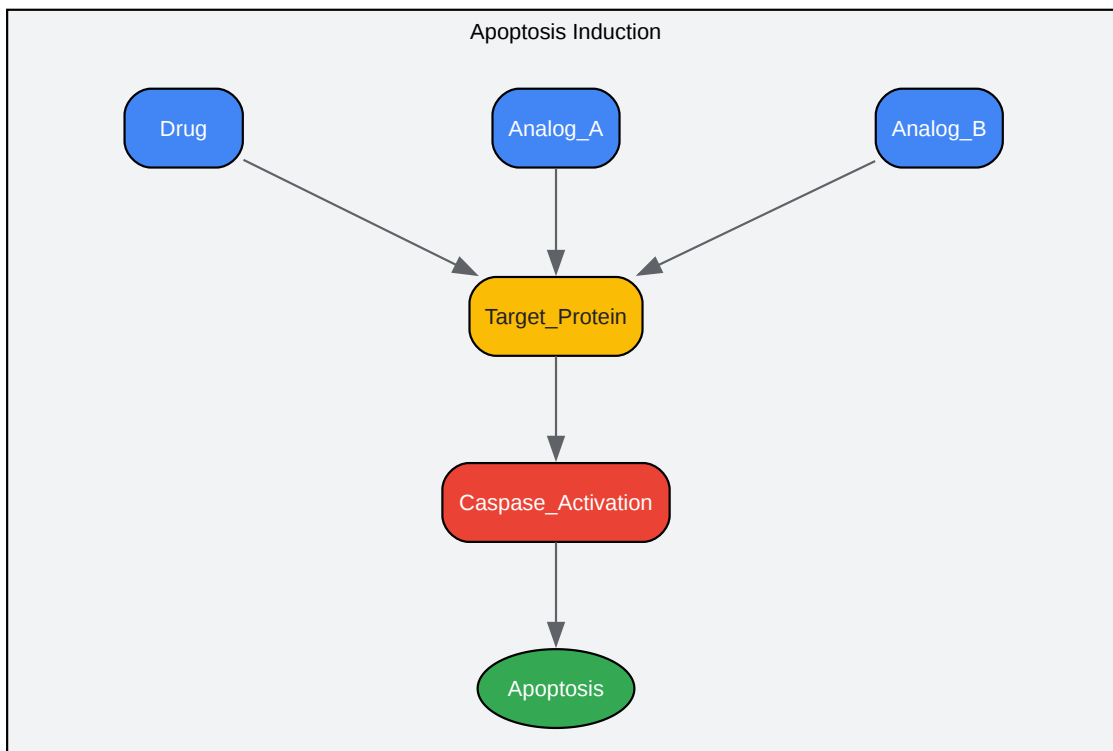 Apoptosis Induction
Drug
Analog_A
Analog_B
Target_Protein
Caspase_Activation
Apoptosis